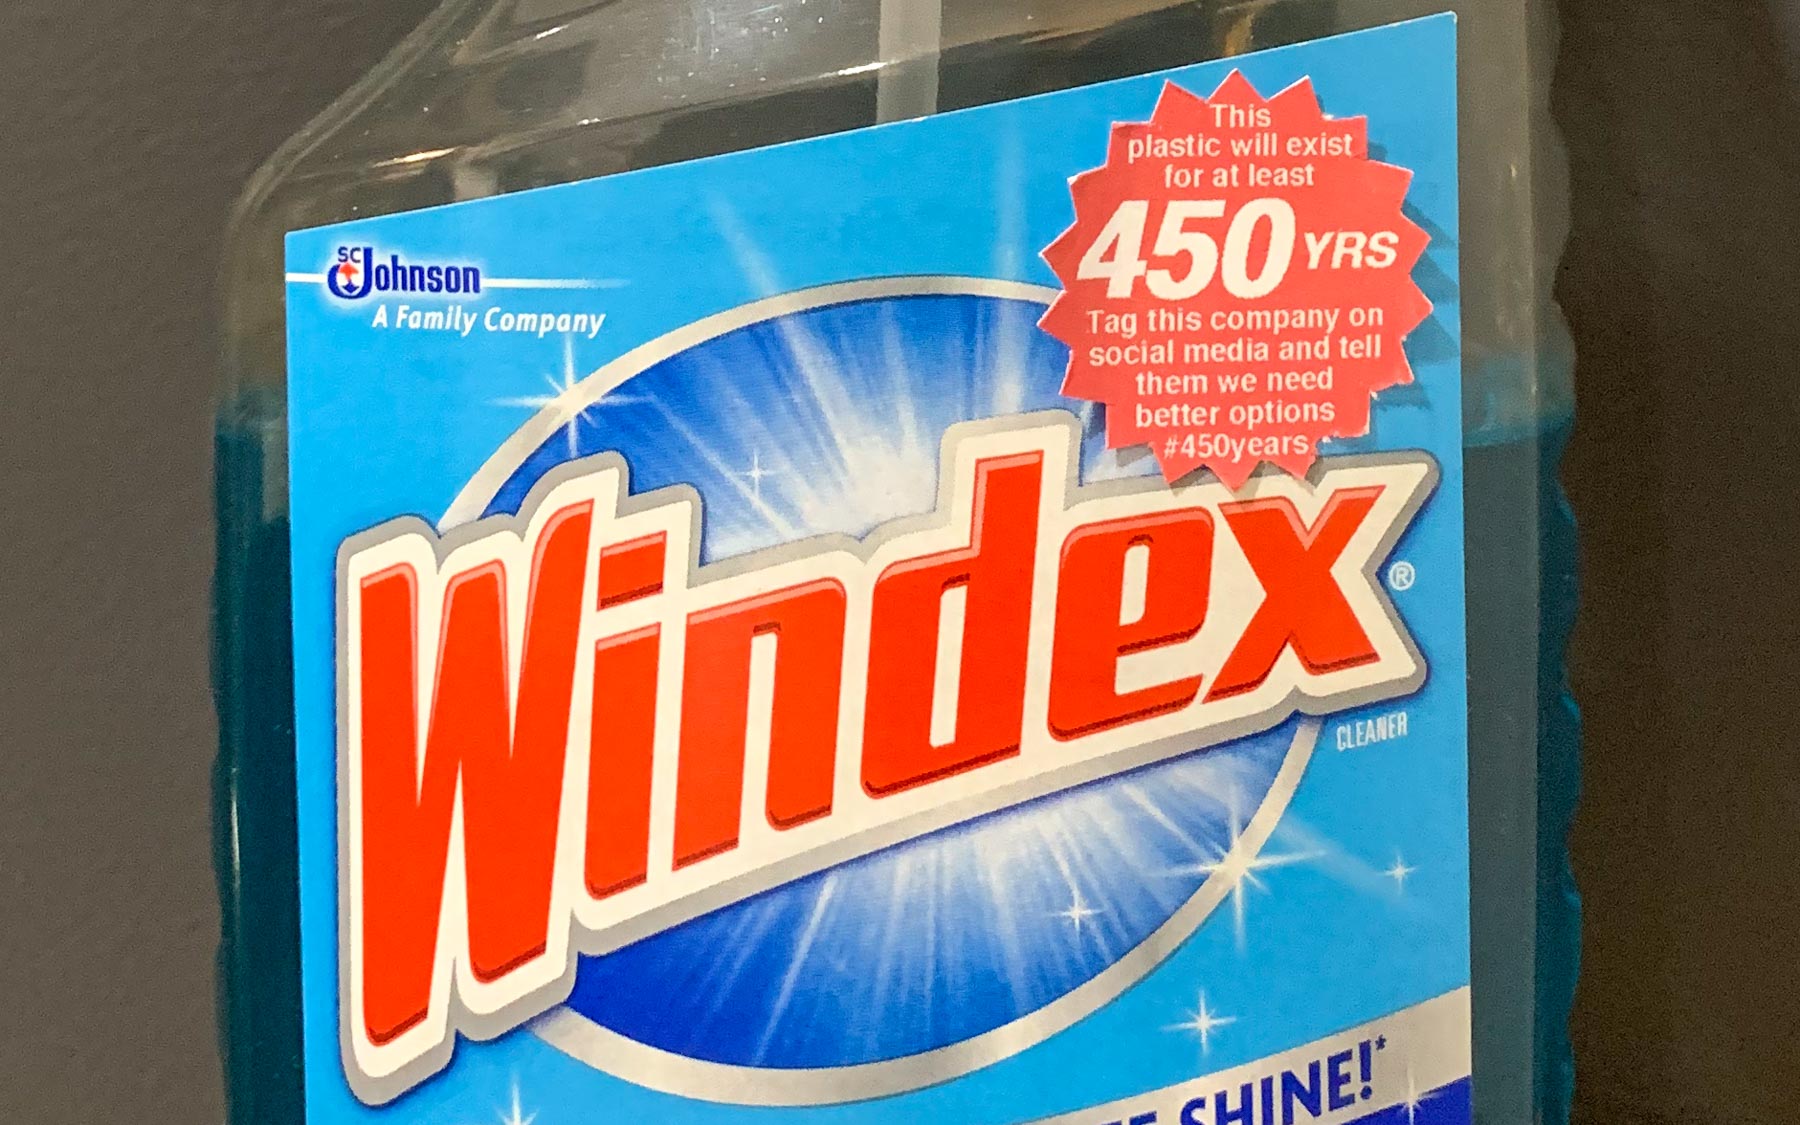 SC Johnson
A Family Company
This
plastic will exist
for at least
450 YRS
Tag this company on
social media and tell
them we need
better options
#450years
Windex®
CLEANER
SHINE!*